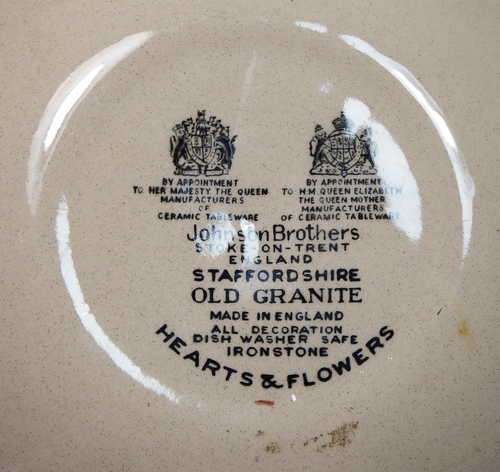 BY APPOINTMENT
TO HER MAJESTY THE QUEEN
MANUFACTURERS
OF
CERAMIC TABLEWARE
BY APPOINTMENT
TO H.M. QUEEN ELIZABETH
THE QUEEN MOTHER
MANUFACTURERS
OF CERAMIC TABLEWARE
Johnson Brothers
STOKE-ON-TRENT
ENGLAND
STAFFORDSHIRE
OLD GRANITE
MADE IN ENGLAND
ALL DECORATION
DISH WASHER SAFE
IRONSTONE
HEARTS & FLOWERS